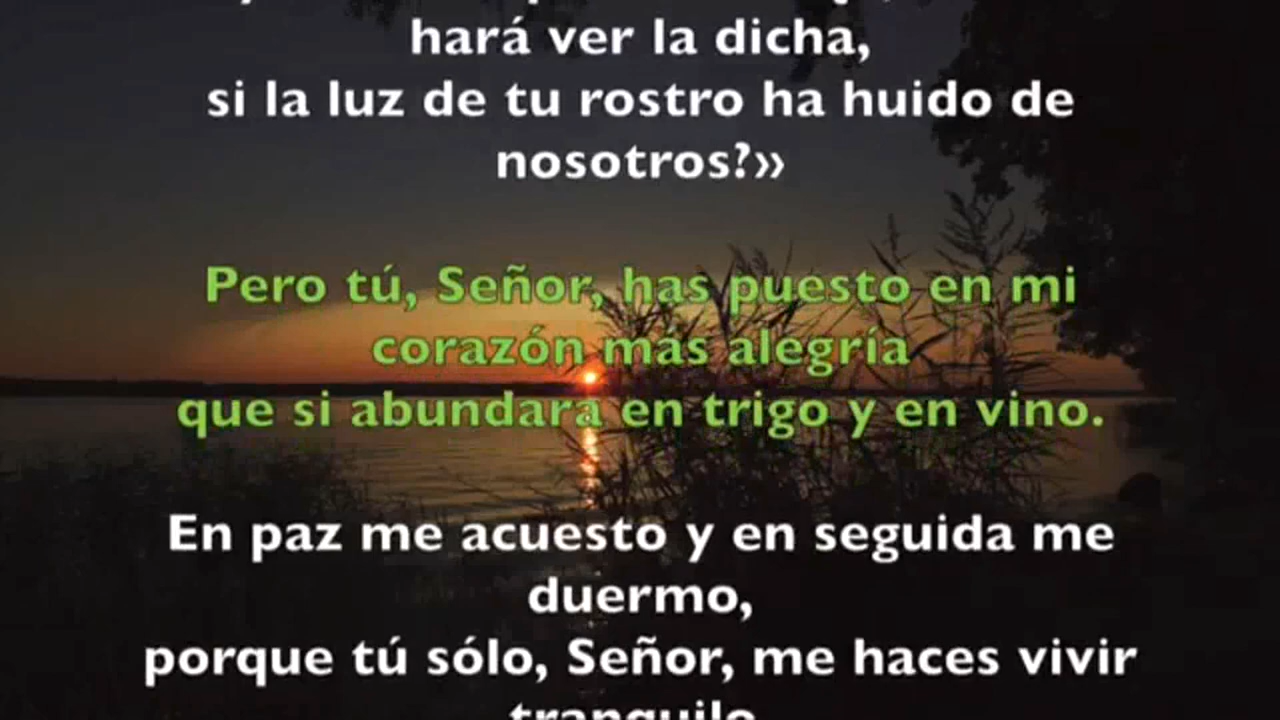 hará ver la dicha,
si la luz de tu rostro ha huido de
nosotros?»
Pero tú, Señor, has puesto en mi
corazón más alegría
que si abundara en trigo y en vino.
En paz me acuesto y en seguida me
duermo,
porque tú sólo, Señor, me haces vivir
tranquilo